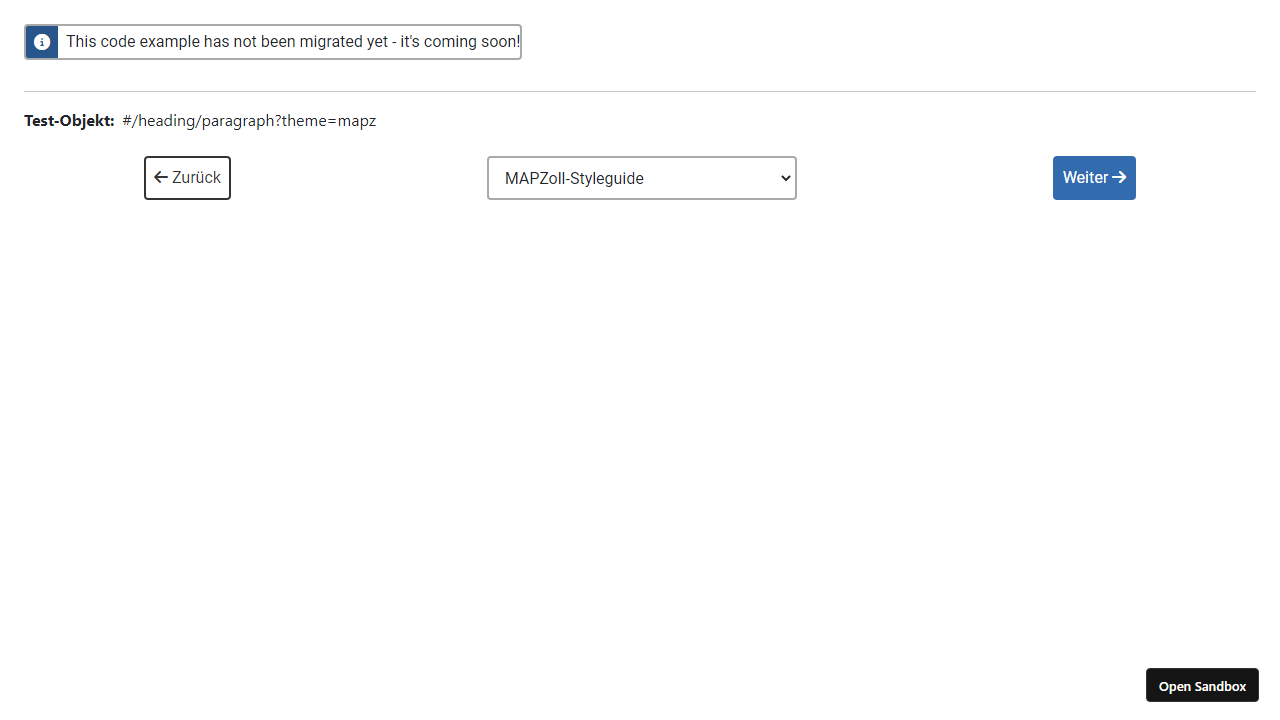 This code example has not been migrated yet - it's coming soon!
Test-Objekt: #/heading/paragraph?theme=mapz
Zurück
MAPZoll-Styleguide
Weiter
Open Sandbox